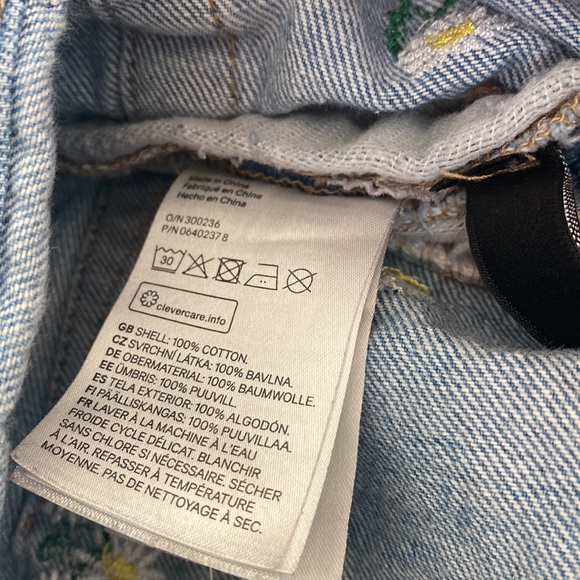 Made in China
Fabriqué en Chine
Hecho en China
O/N 300236
P/N 06402378
30
clevercare.info
GB SHELL: 100% COTTON.
CZ SVRCHNÍ LÁTKA: 100% BAVLNA.
DE OBERMATERIAL: 100% BAUMWOLLE.
EE ÜMBRIS: 100% PUUVILL.
ES TELA EXTERIOR: 100% ALGODÓN.
FI PÄÄLLISKANGAS: 100% PUUVILLAA.
FR LAVER À LA MACHINE À L'EAU
FROIDE CYCLE DÉLICAT. BLANCHIR
SANS CHLORE SI NÉCESSAIRE. SÉCHER
À L'AIR. REPASSER À TEMPÉRATURE
MOYENNE. PAS DE NETTOYAGE À SEC.